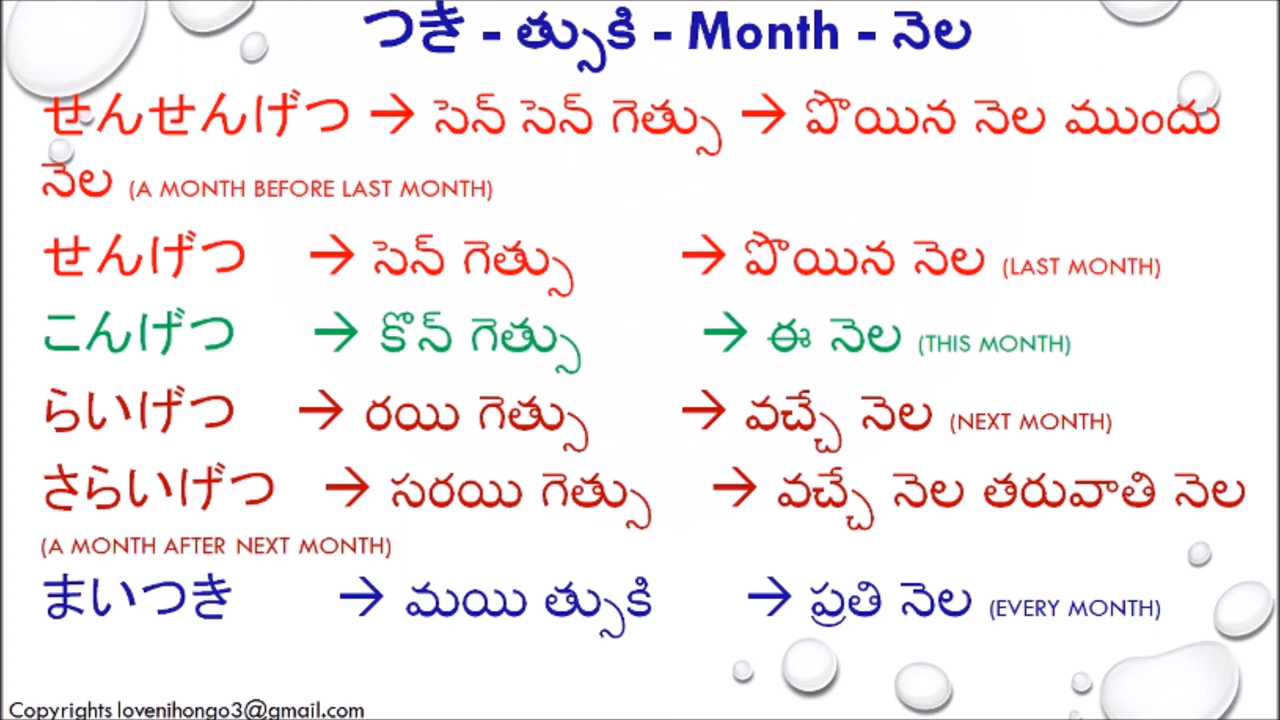 つき - త్సుకి - Month - నెల
せんせんげつ → సెన్ సెన్ గెత్సు → పొయిన నెల ముందు
నెల (A MONTH BEFORE LAST MONTH)
せんげつ → సెన్ గెత్సు → పొయిన నెల (LAST MONTH)
こんげつ → కొన్ గెత్సు → ఈ నెల (THIS MONTH)
らいげつ → రయి గెత్సు → వచ్చే నెల (NEXT MONTH)
さらいげつ → సరయి గెత్సు → వచ్చే నెల తరువాతి నెల
(A MONTH AFTER NEXT MONTH)
まいつき → మయి త్సుకి → ప్రతి నెల (EVERY MONTH)
Copyrights lovenihongo3@gmail.com